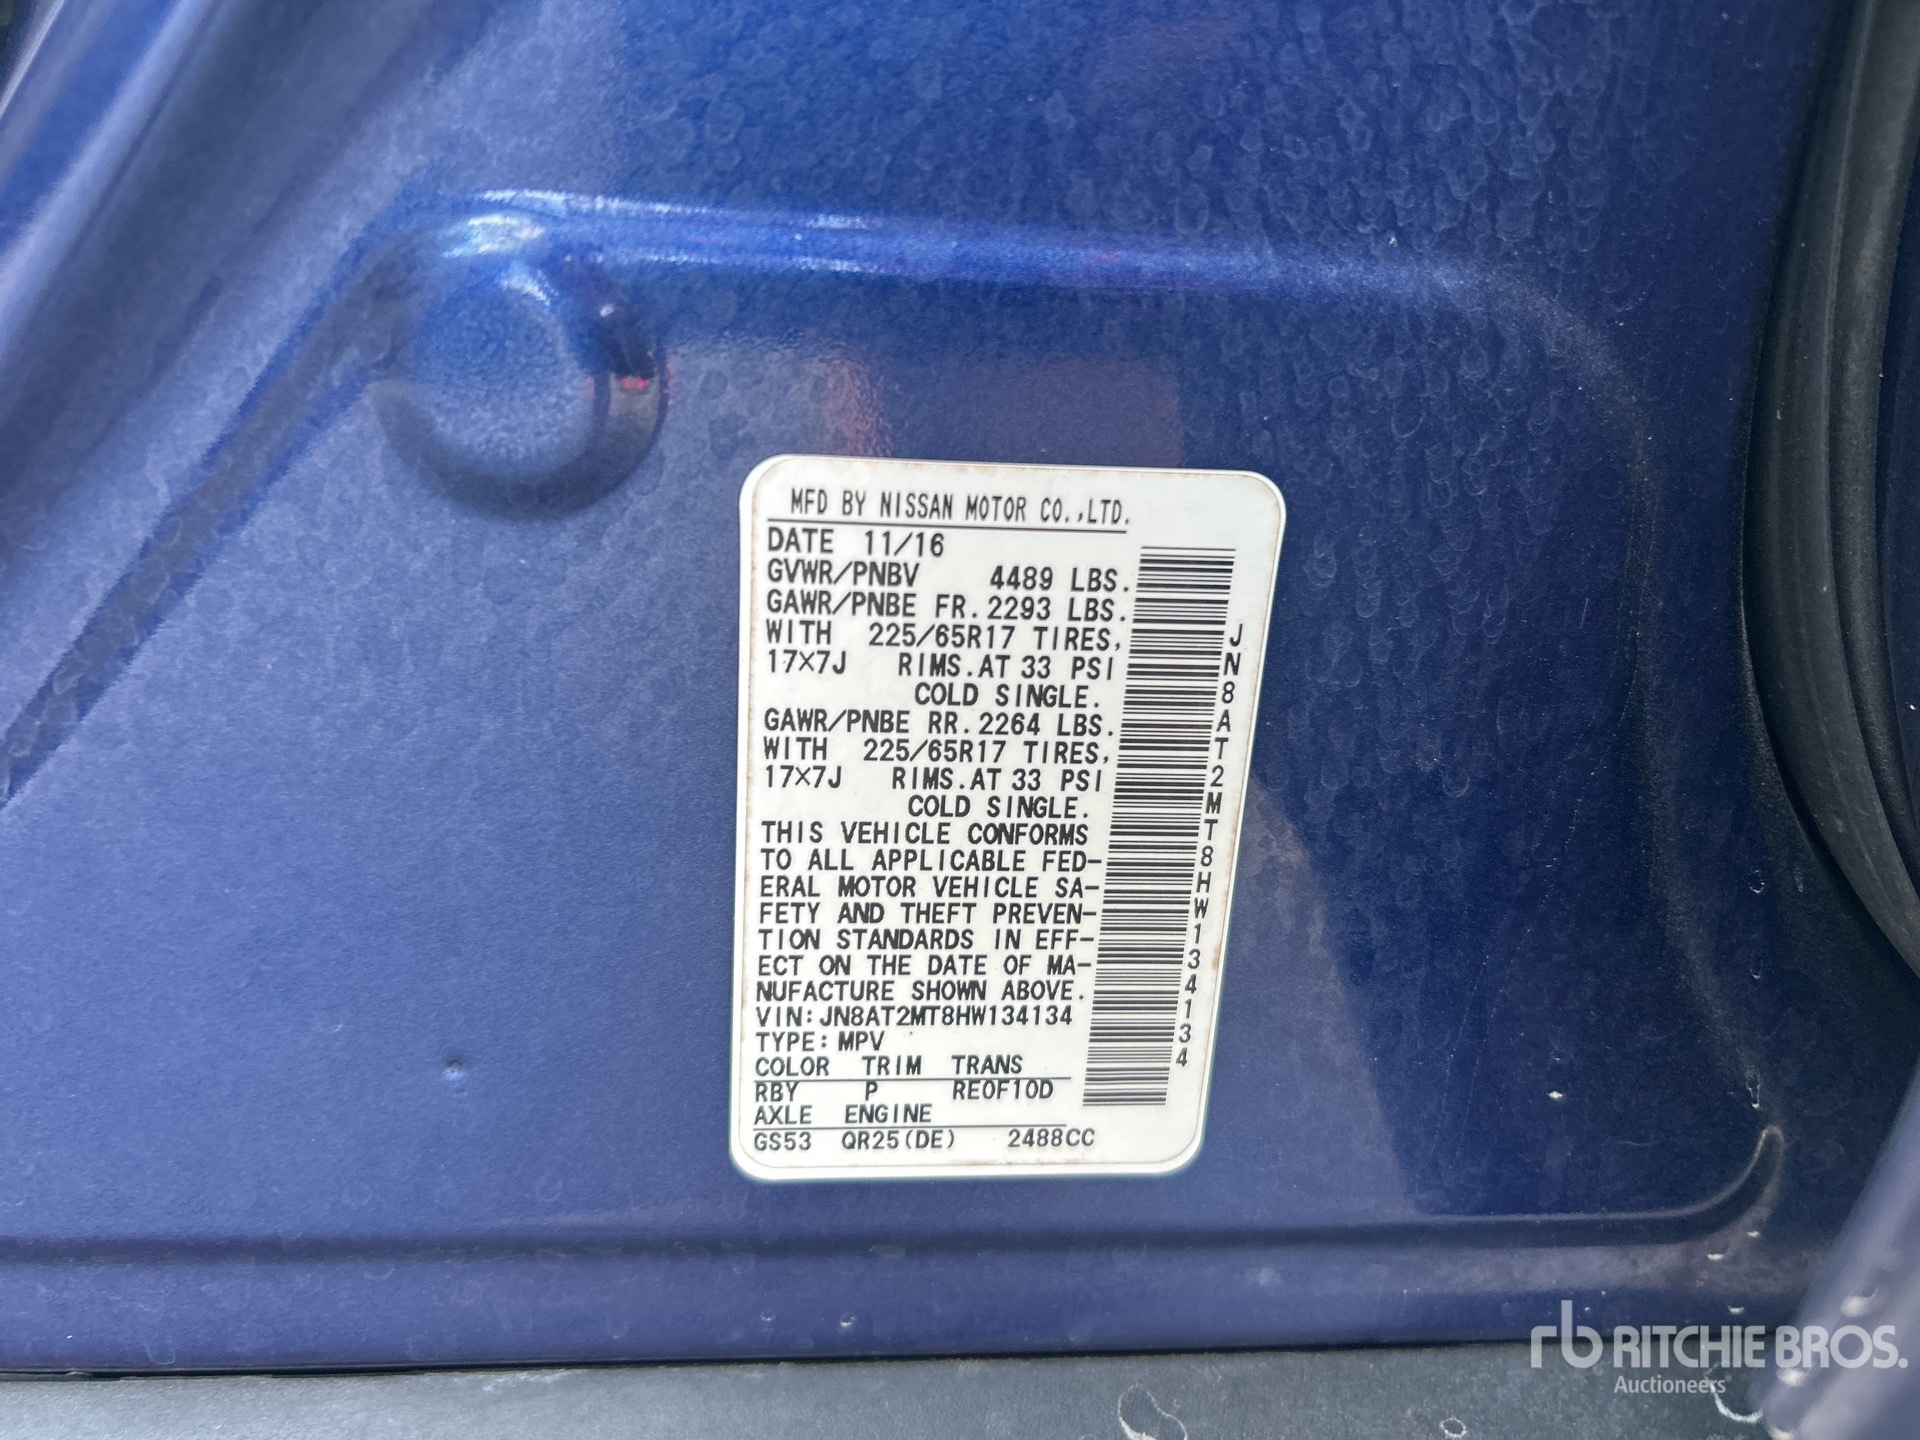 MFD BY NISSAN MOTOR CO.,LTD.
DATE 11/16
GVWR/PNBV 4489 LBS.
GAWR/PNBE FR.2293 LBS.
WITH 225/65R17 TIRES,
17×7J RIMS.AT 33 PSI
COLD SINGLE.
GAWR/PNBE RR.2264 LBS.
WITH 225/65R17 TIRES,
17×7J RIMS.AT 33 PSI
COLD SINGLE.
THIS VEHICLE CONFORMS
TO ALL APPLICABLE FED-
ERAL MOTOR VEHICLE SA-
FETY AND THEFT PREVEN-
TION STANDARDS IN EFF-
ECT ON THE DATE OF MA-
NUFACTURE SHOWN ABOVE.
VIN:JN8AT2MT8HW134134
TYPE:MPV
COLOR TRIM TRANS
RBY P RE0F10D
AXLE ENGINE
GS53 QR25(DE) 2488CC
JN8AT2MT8HW134134
rb RITCHIE BROS.
Auctioneers